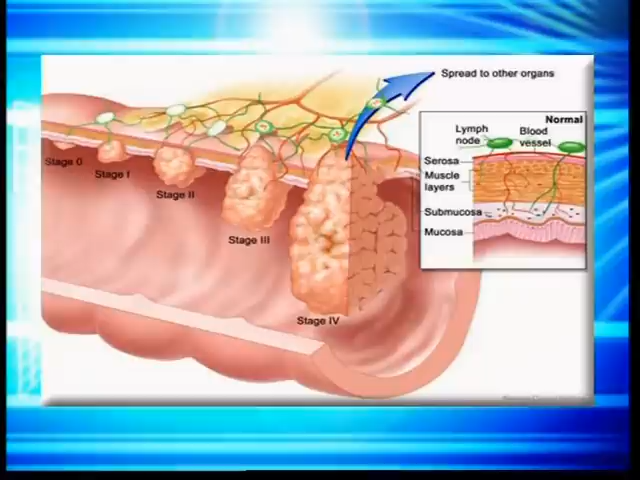 Spread to other organs
Normal
Lymph
node
Blood
vessel
Serosa
Muscle
layers
Submucosa
Mucosa
Stage 0
Stage I
Stage II
Stage III
Stage IV